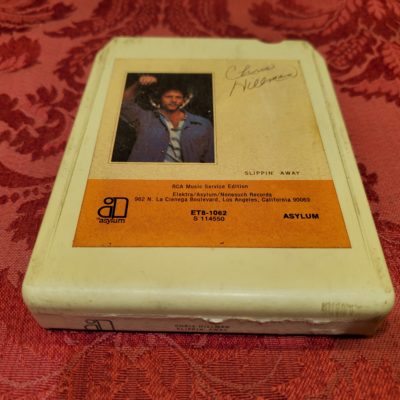 Chris
Hillman
SLIPPIN' AWAY
RCA Music Service Edition
Elektra/Asylum/Nonesuch Records
962 N. La Cienega Boulevard, Los Angeles, California 90069
asylum
ET8-1062
S 114550
ASYLUM
asylum
CHRIS HILLMAN
SLIPPIN' AWAY